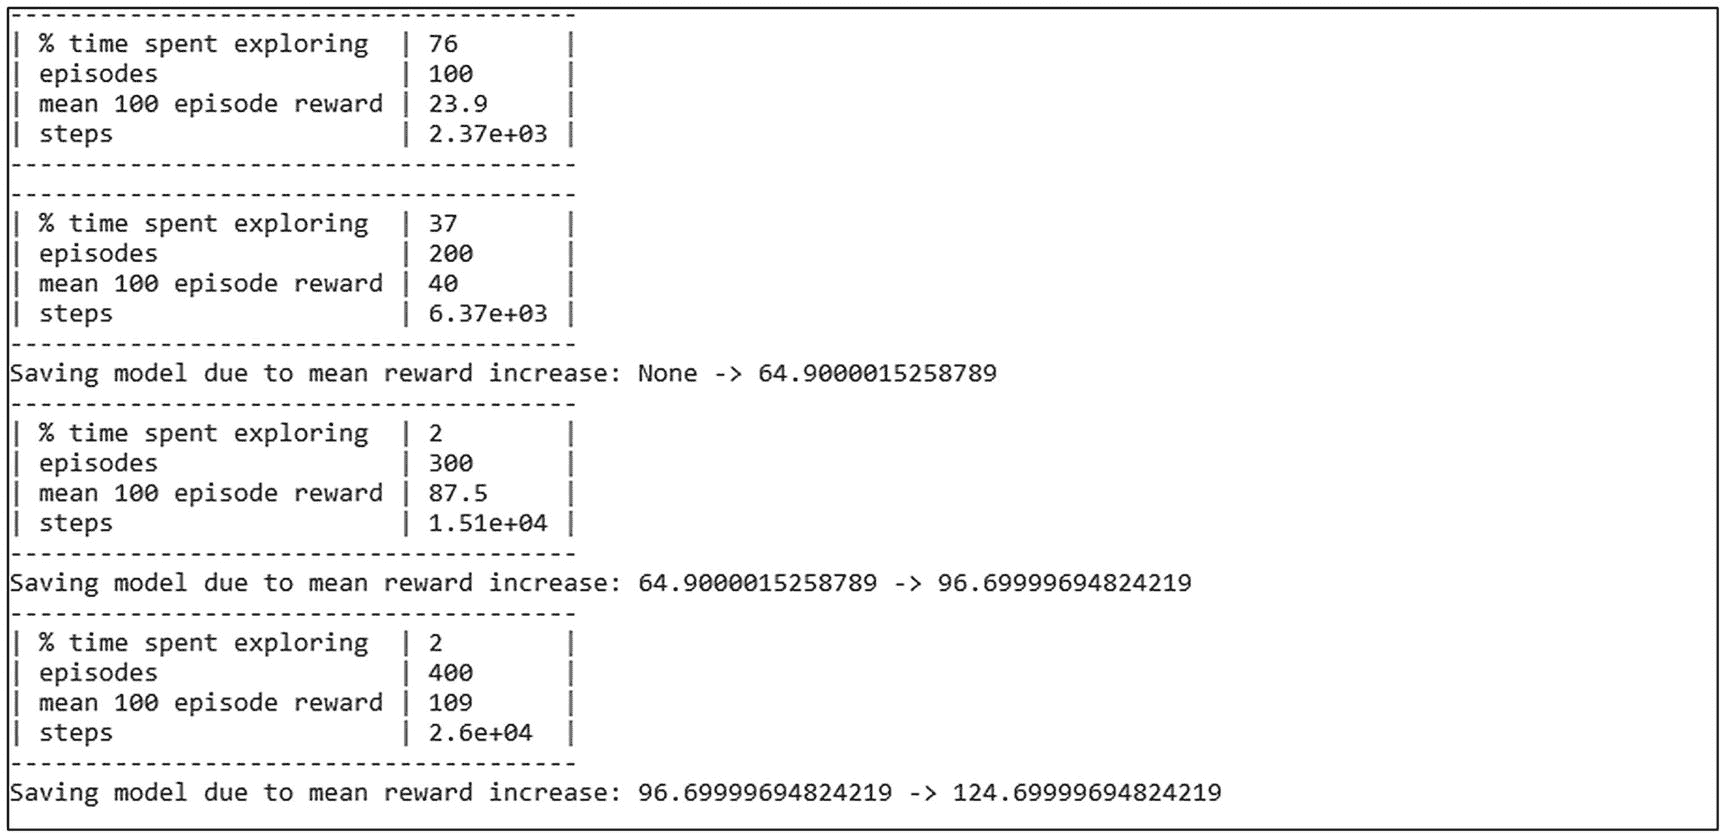 --------------------------------------
| % time spent exploring  | 76       |
| episodes                | 100      |
| mean 100 episode reward | 23.9     |
| steps                   | 2.37e+03 |
--------------------------------------
--------------------------------------
| % time spent exploring  | 37       |
| episodes                | 200      |
| mean 100 episode reward | 40       |
| steps                   | 6.37e+03 |
--------------------------------------
Saving model due to mean reward increase: None -> 64.9000015258789
--------------------------------------
| % time spent exploring  | 2        |
| episodes                | 300      |
| mean 100 episode reward | 87.5     |
| steps                   | 1.51e+04 |
--------------------------------------
Saving model due to mean reward increase: 64.9000015258789 -> 96.69999694824219
--------------------------------------
| % time spent exploring  | 2        |
| episodes                | 400      |
| mean 100 episode reward | 109      |
| steps                   | 2.6e+04  |
--------------------------------------
Saving model due to mean reward increase: 96.69999694824219 -> 124.69999694824219